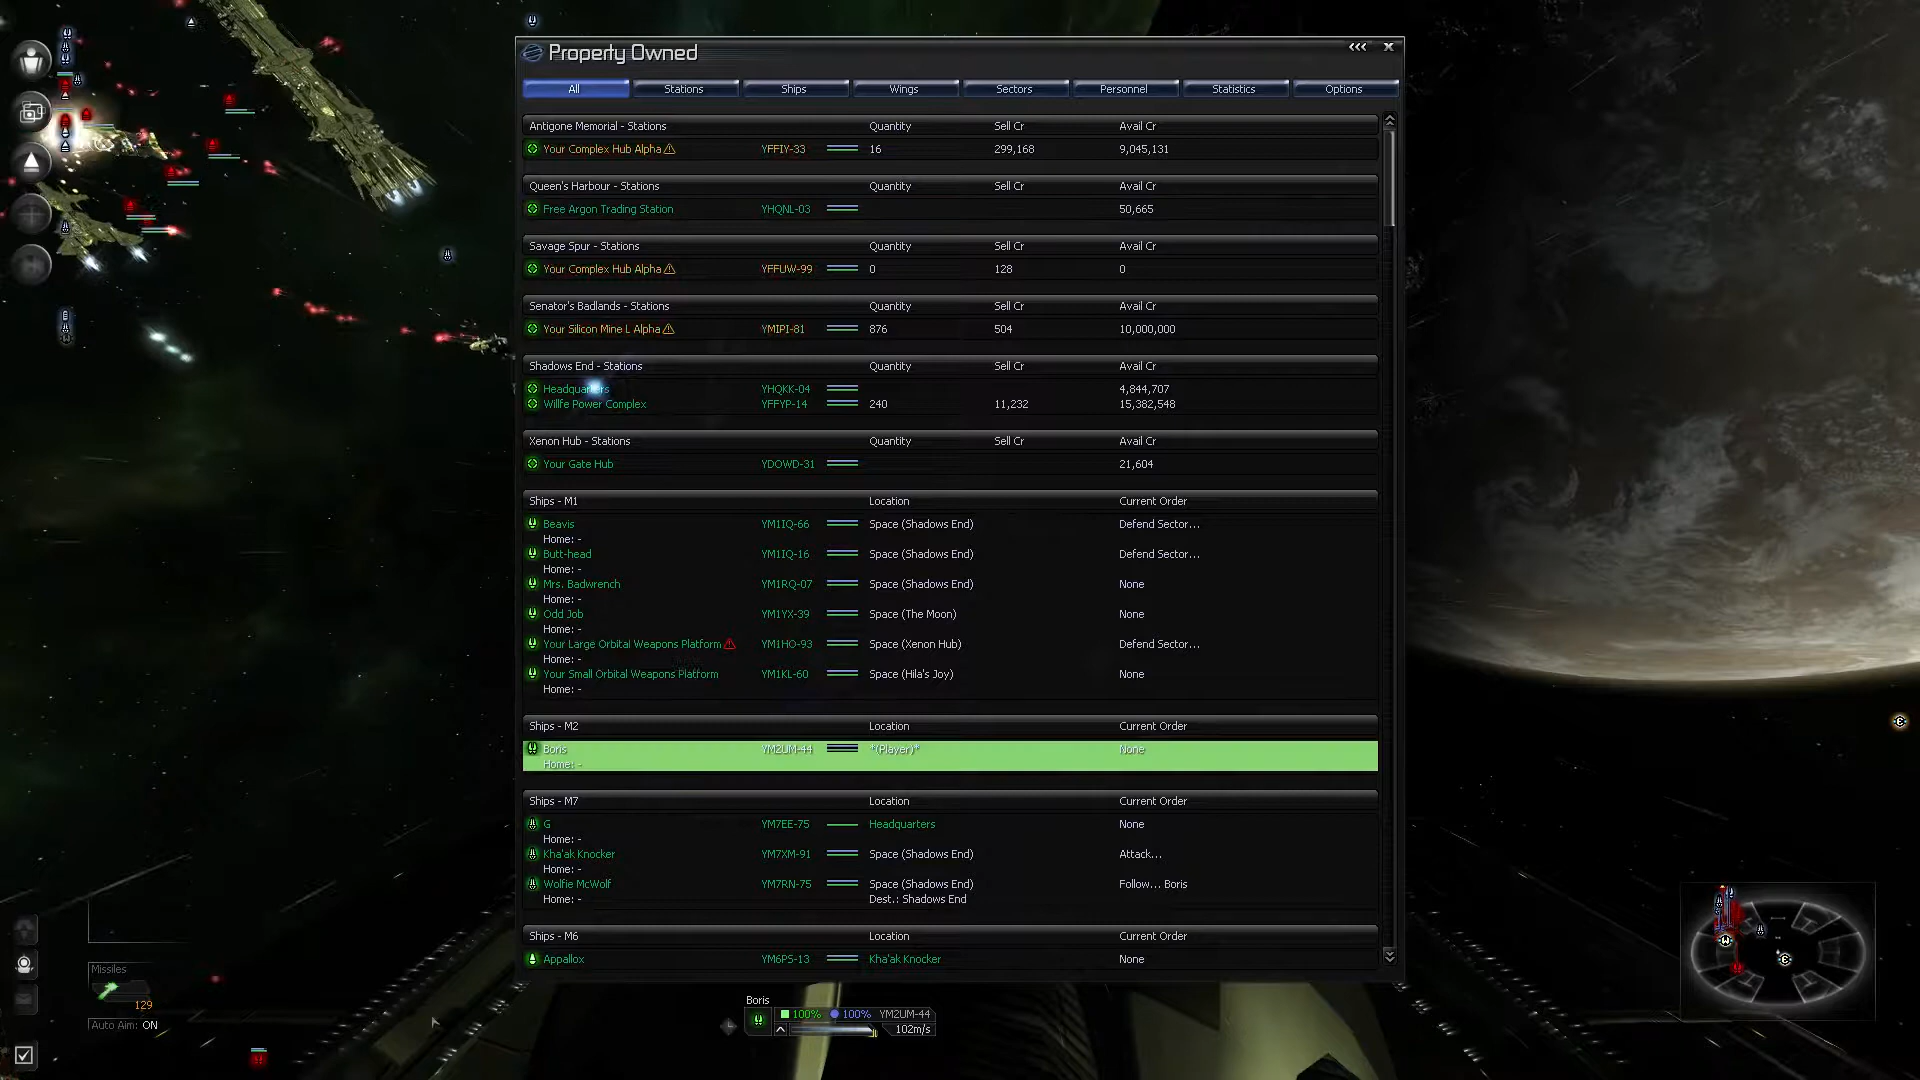 Property Owned
All Stations Ships Wings Sectors Personnel Statistics Options
Antigone Memorial - Stations Quantity Sell Cr Avail Cr
Your Complex Hub Alpha YFFIY-33 16 299,168 9,045,131
Queen's Harbour - Stations Quantity Sell Cr Avail Cr
Free Argon Trading Station YHQNL-03 50,665
Savage Spur - Stations Quantity Sell Cr Avail Cr
Your Complex Hub Alpha YFFUW-99 0 128 0
Senator's Badlands - Stations Quantity Sell Cr Avail Cr
Your Silicon Mine L Alpha YMIPI-81 876 504 10,000,000
Shadows End - Stations Quantity Sell Cr Avail Cr
Headquarters YHQKK-04 4,844,707
Willfe Power Complex YFFYP-14 240 11,232 15,382,548
Xenon Hub - Stations Quantity Sell Cr Avail Cr
Your Gate Hub YDOWD-31 21,604
Ships - M1 Location Current Order
Beavis YM1IQ-66 Space (Shadows End) Defend Sector...
Home: -
Butt-head YM1IQ-16 Space (Shadows End) Defend Sector...
Home: -
Mrs. Badwrench YM1RQ-07 Space (Shadows End) None
Home: -
Odd Job YM1YX-39 Space (The Moon) None
Home: -
Your Large Orbital Weapons Platform YM1HO-93 Space (Xenon Hub) Defend Sector...
Home: -
Your Small Orbital Weapons Platform YM1KL-60 Space (Hila's Joy) None
Home: -
Ships - M2 Location Current Order
Boris YM2UM-44 *(Player)* None
Home: -
Ships - M7 Location Current Order
G YM7EE-75 Headquarters None
Home: -
Kha'ak Knocker YM7XM-91 Space (Shadows End) Attack...
Home: -
Wolfie McWolf YM7RN-75 Space (Shadows End) Follow... Boris
Home: - Dest.: Shadows End
Ships - M6 Location Current Order
Appallox YM6PS-13 Kha'ak Knocker None
Missiles
129
Auto Aim: ON
Boris
100% 100% YM2UM-44
102m/s